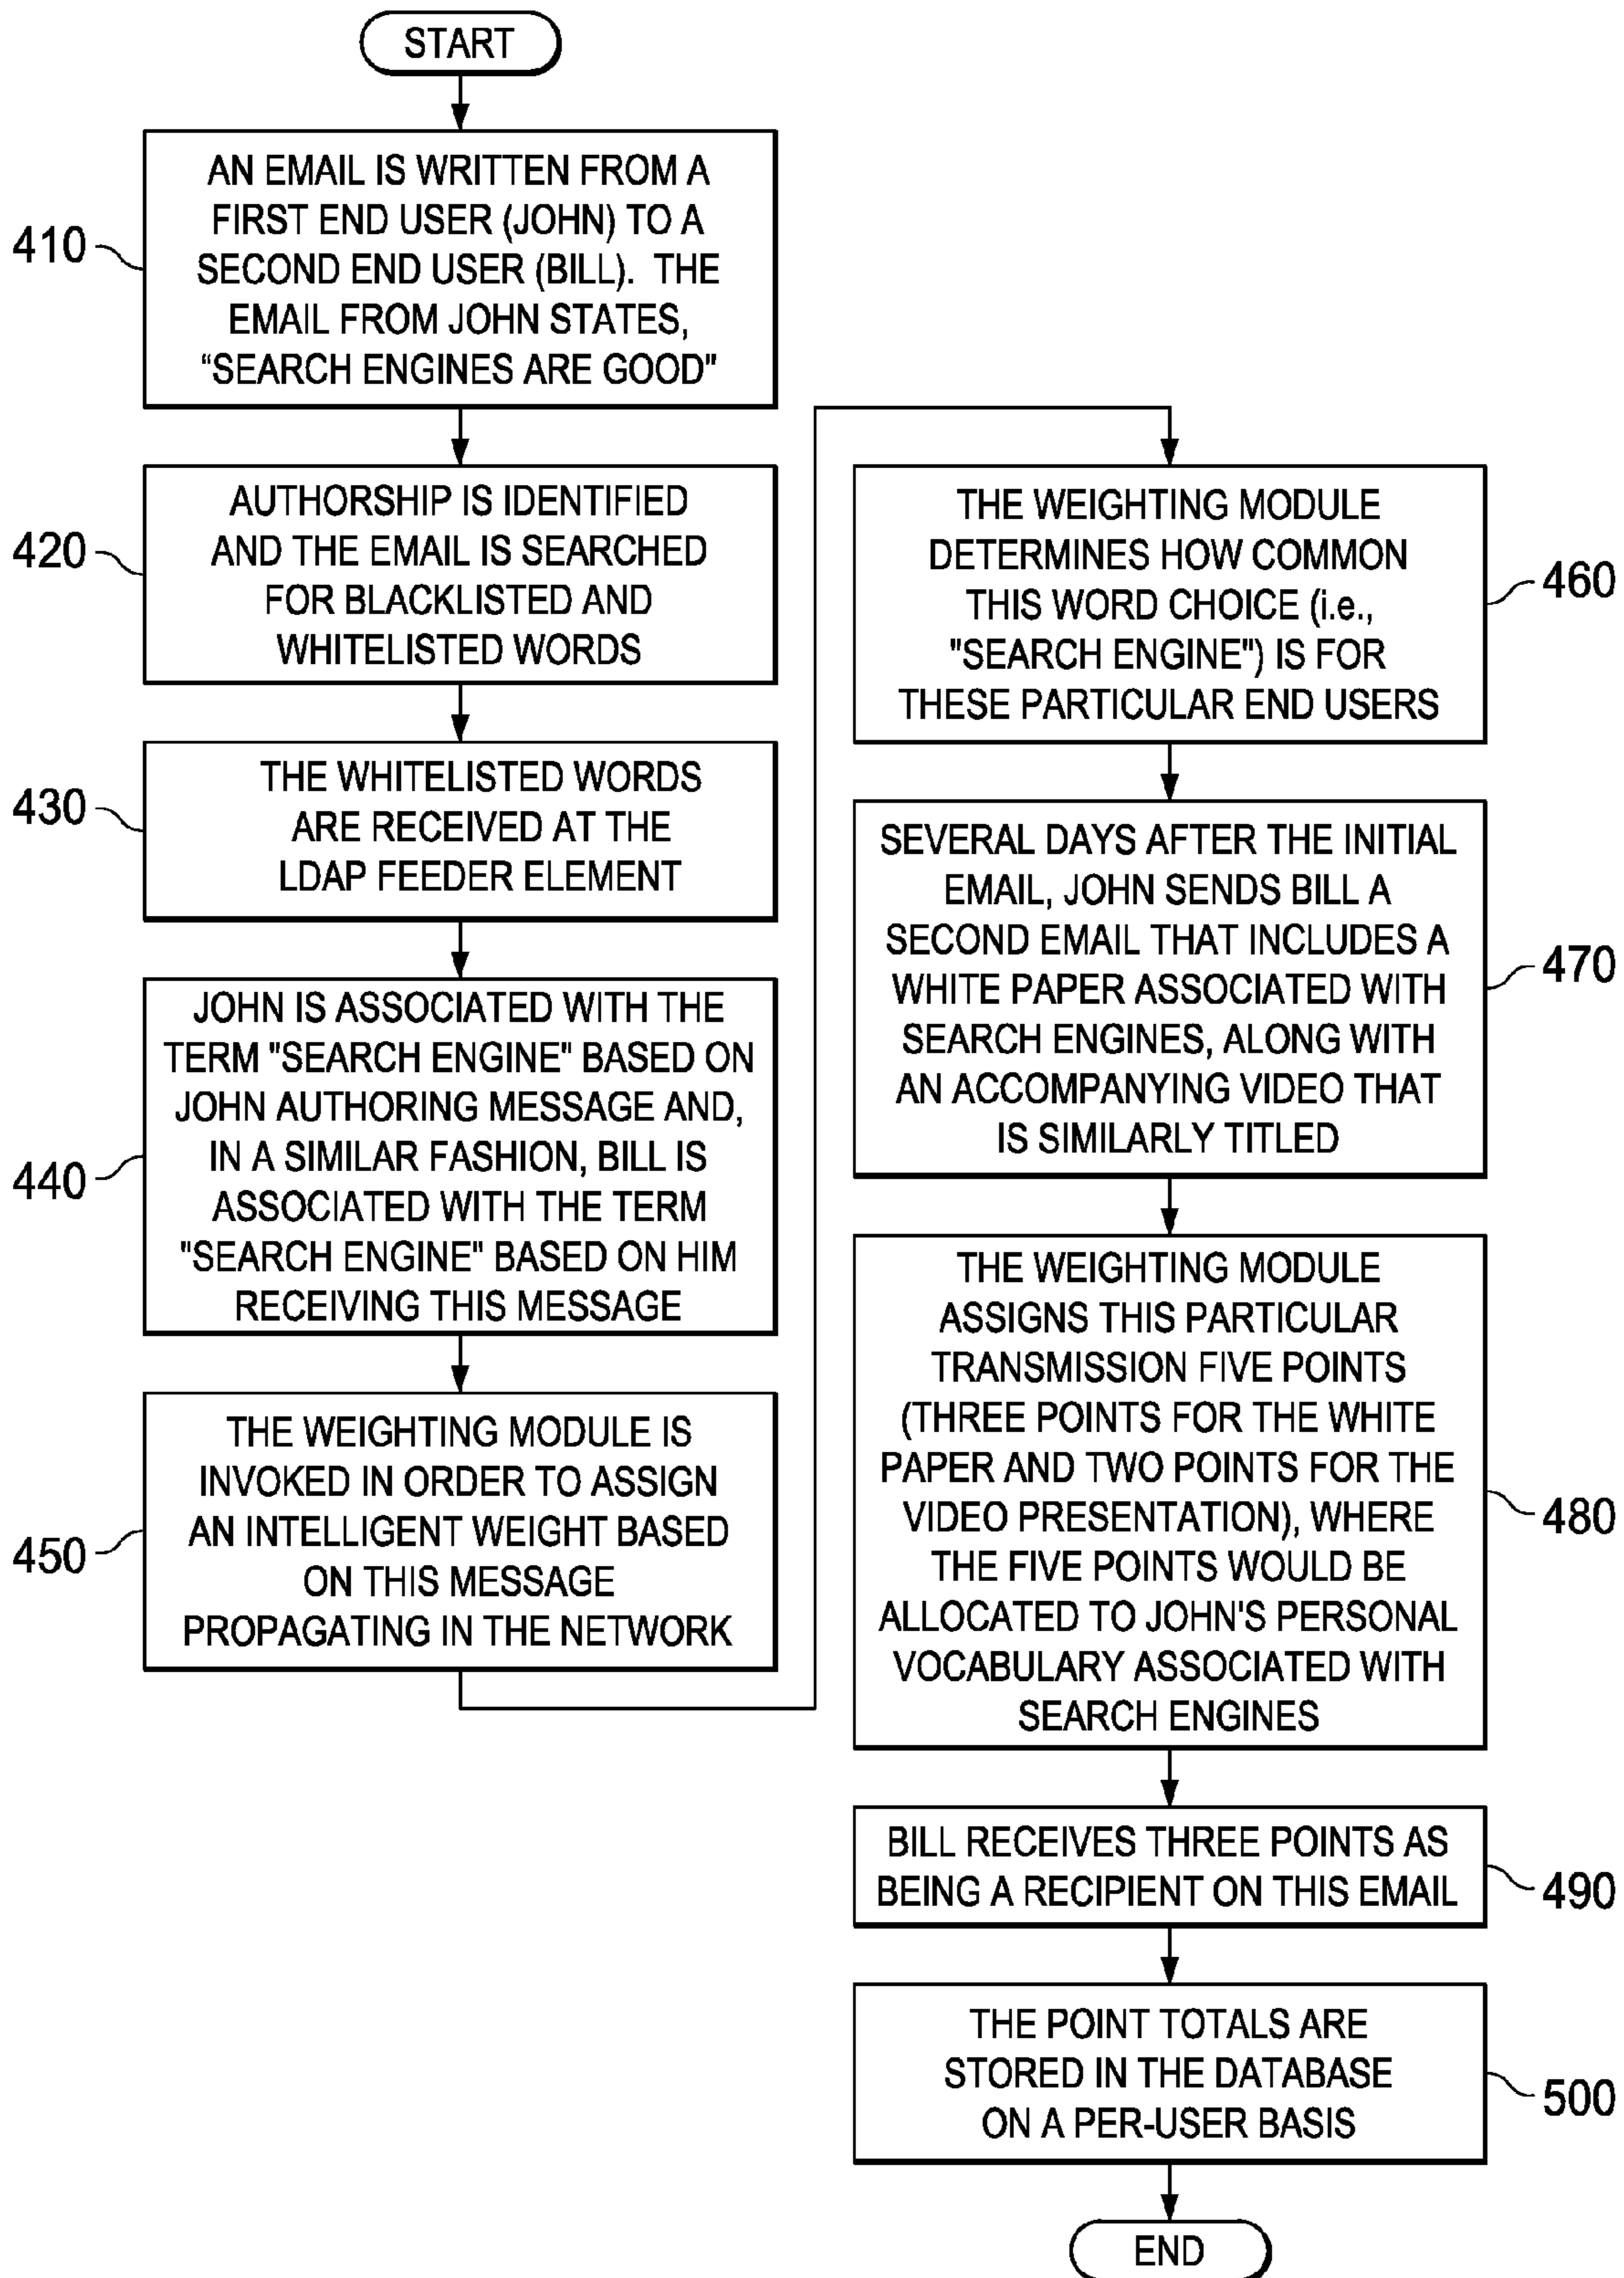 START
410
AN EMAIL IS WRITTEN FROM A
FIRST END USER (JOHN) TO A
SECOND END USER (BILL). THE
EMAIL FROM JOHN STATES,
“SEARCH ENGINES ARE GOOD"
420
AUTHORSHIP IS IDENTIFIED
AND THE EMAIL IS SEARCHED
FOR BLACKLISTED AND
WHITELISTED WORDS
430
THE WHITELISTED WORDS
ARE RECEIVED AT THE
LDAP FEEDER ELEMENT
440
JOHN IS ASSOCIATED WITH THE
TERM "SEARCH ENGINE" BASED ON
JOHN AUTHORING MESSAGE AND,
IN A SIMILAR FASHION, BILL IS
ASSOCIATED WITH THE TERM
"SEARCH ENGINE" BASED ON HIM
RECEIVING THIS MESSAGE
450
THE WEIGHTING MODULE IS
INVOKED IN ORDER TO ASSIGN
AN INTELLIGENT WEIGHT BASED
ON THIS MESSAGE
PROPAGATING IN THE NETWORK
THE WEIGHTING MODULE
DETERMINES HOW COMMON
THIS WORD CHOICE (i.e.,
"SEARCH ENGINE") IS FOR
THESE PARTICULAR END USERS
460
SEVERAL DAYS AFTER THE INITIAL
EMAIL, JOHN SENDS BILL A
SECOND EMAIL THAT INCLUDES A
WHITE PAPER ASSOCIATED WITH
SEARCH ENGINES, ALONG WITH
AN ACCOMPANYING VIDEO THAT
IS SIMILARLY TITLED
470
THE WEIGHTING MODULE
ASSIGNS THIS PARTICULAR
TRANSMISSION FIVE POINTS
(THREE POINTS FOR THE WHITE
PAPER AND TWO POINTS FOR THE
VIDEO PRESENTATION), WHERE
THE FIVE POINTS WOULD BE
ALLOCATED TO JOHN'S PERSONAL
VOCABULARY ASSOCIATED WITH
SEARCH ENGINES
480
BILL RECEIVES THREE POINTS AS
BEING A RECIPIENT ON THIS EMAIL
490
THE POINT TOTALS ARE
STORED IN THE DATABASE
ON A PER-USER BASIS
500
END